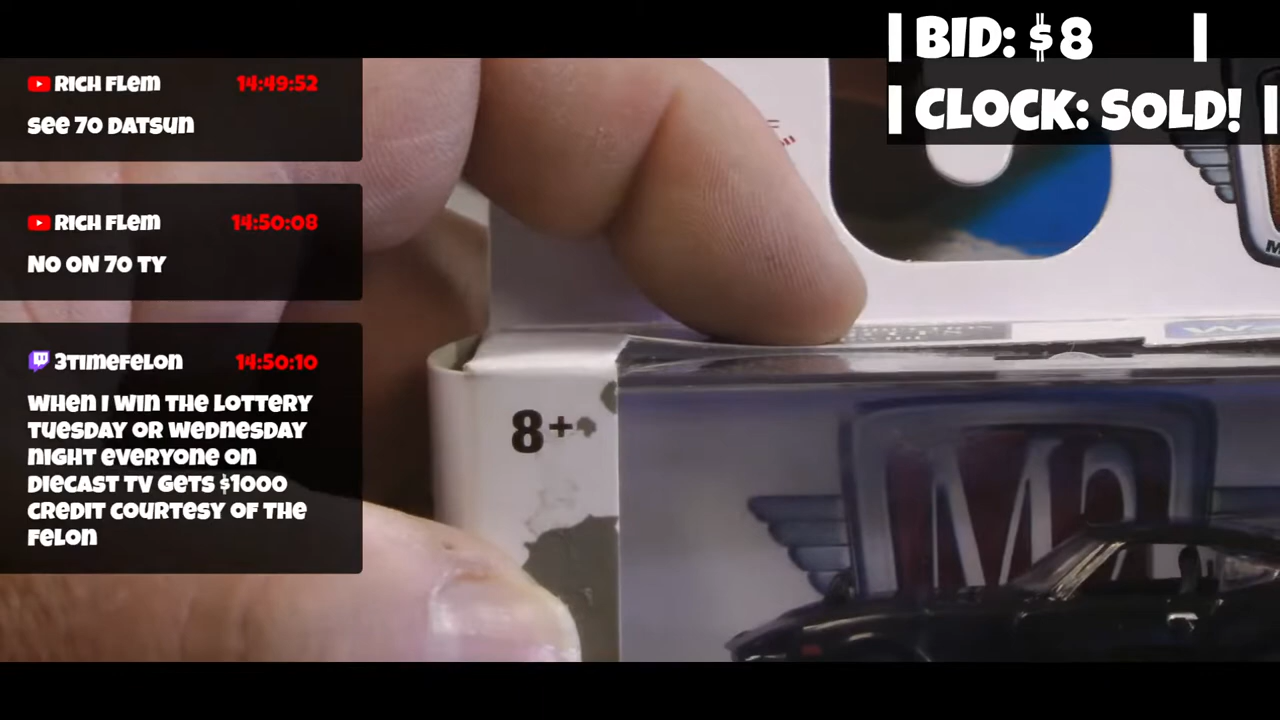 | BID: $8 |
| CLOCK: SOLD! |
RICH FLEM 14:49:52
SEE 70 DATSUN
RICH FLEM 14:50:08
NO ON 70 TY
3TIMEFELON 14:50:10
WHEN I WIN THE LOTTERY
TUESDAY OR WEDNESDAY
NIGHT EVERYONE ON
DIECAST TV GETS $1000
CREDIT COURTESY OF THE
FELON
8+
M2